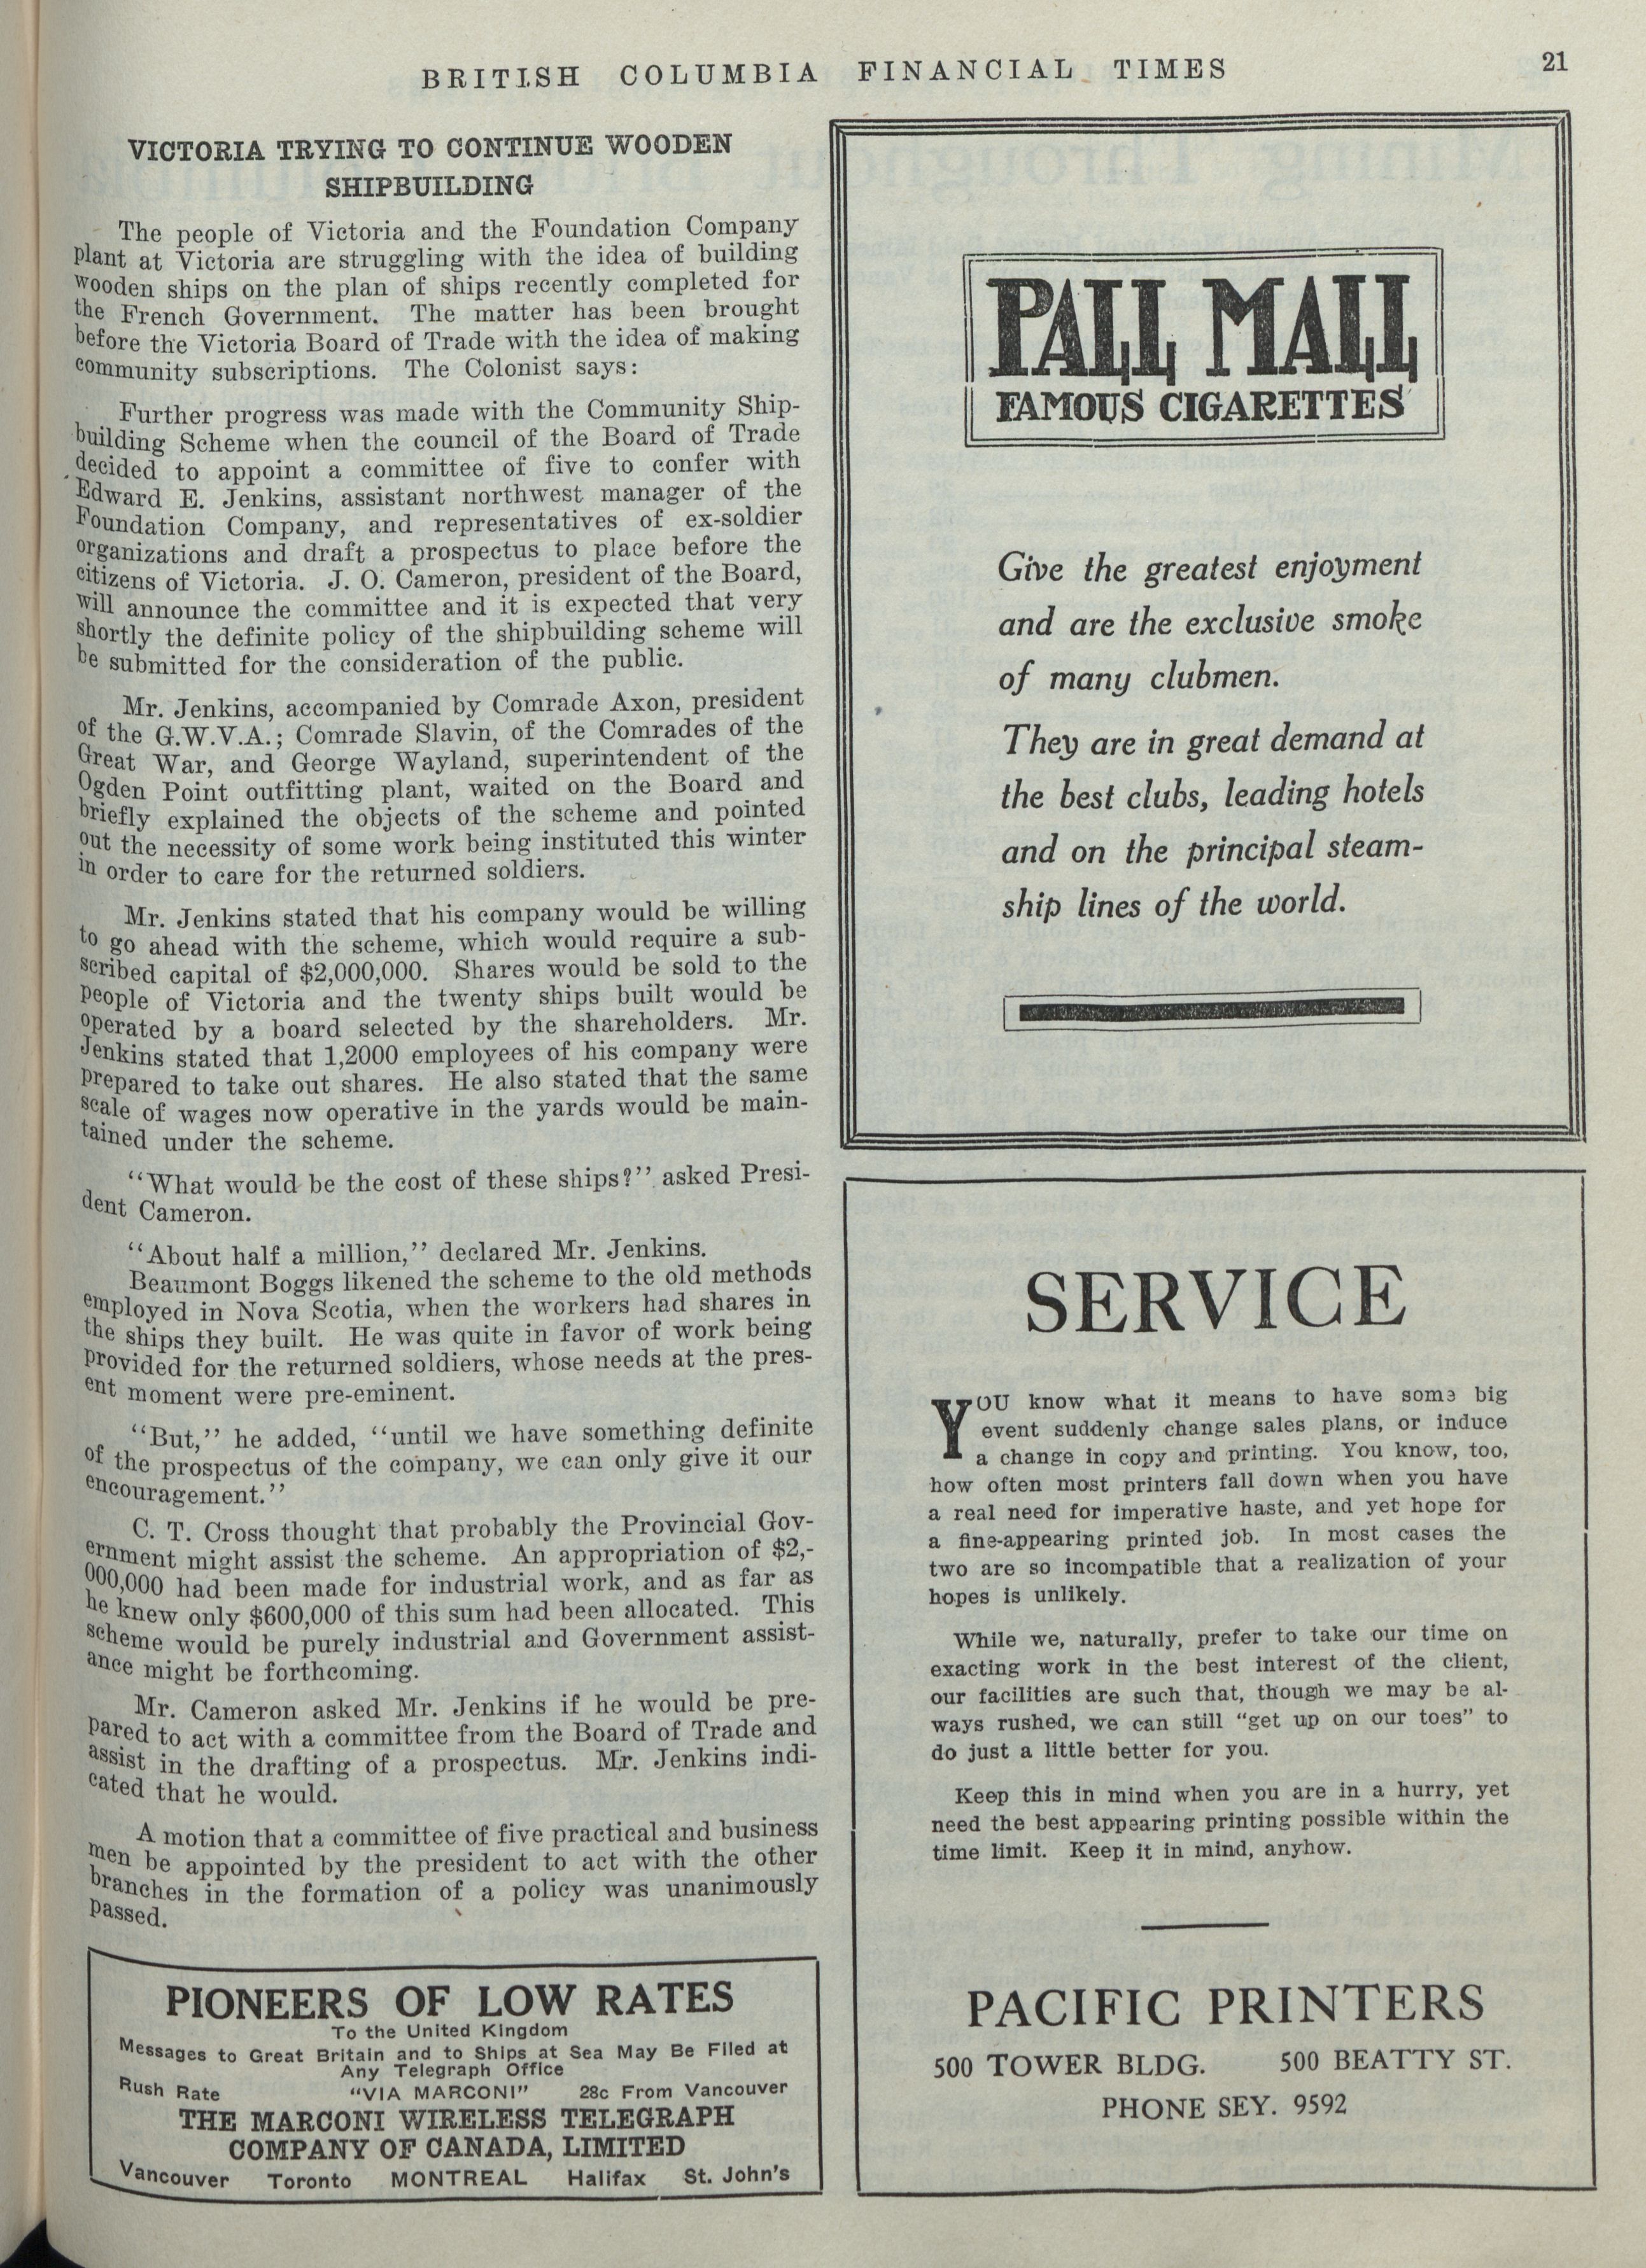 BRITISH COLUMBIA FINANCIAL TIMES
21
VICTORIA TRYING TO CONTINUE WOODEN
SHIPBUILDING
The people of Victoria and the Foundation Company
plant at Victoria are struggling with the idea of building
wooden ships on the plan of ships recently completed for
the French Government. The matter has been brought
before the Victoria Board of Trade with the idea of making
community subscriptions. The Colonist says:
Further progress was made with the Community Ship-
building Scheme when the council of the Board of Trade
decided to appoint a committee of five to confer with
Edward E. Jenkins, assistant northwest manager of the
Foundation Company, and representatives of ex-soldier
organizations and draft a prospectus to place before the
citizens of Victoria. J. O. Cameron, president of the Board,
will announce the committee and it is expected that very
shortly the definite policy of the shipbuilding scheme will
be submitted for the consideration of the public.
Mr. Jenkins, accompanied by Comrade Axon, president
of the G.W.V.A.; Comrade Slavin, of the Comrades of the
Great War, and George Wayland, superintendent of the
Ogden Point outfitting plant, waited on the Board and
briefly explained the objects of the scheme and pointed
out the necessity of some work being instituted this winter
in order to care for the returned soldiers.
Mr. Jenkins stated that his company would be willing
to go ahead with the scheme, which would require a sub-
scribed capital of $2,000,000. Shares would be sold to the
people of Victoria and the twenty ships built would be
operated by a board selected by the shareholders. Mr.
Jenkins stated that 1,2000 employees of his company were
prepared to take out shares. He also stated that the same
scale of wages now operative in the yards would be main-
tained under the scheme.
"What would be the cost of these ships?" asked Presi-
dent Cameron.
"About half a million," declared Mr. Jenkins.
Beaumont Boggs likened the scheme to the old methods
employed in Nova Scotia, when the workers had shares in
the ships they built. He was quite in favor of work being
provided for the returned soldiers, whose needs at the pres-
ent moment were pre-eminent.
"But," he added, "until we have something definite
of the prospectus of the company, we can only give it our
encouragement."
C. T. Cross thought that probably the Provincial Gov-
ernment might assist the scheme. An appropriation of $2,-
000,000 had been made for industrial work, and as far as
he knew only $600,000 of this sum had been allocated. This
scheme would be purely industrial and Government assist-
ance might be forthcoming.
Mr. Cameron asked Mr. Jenkins if he would be pre-
pared to act with a committee from the Board of Trade and
assist in the drafting of a prospectus. Mr. Jenkins indi-
cated that he would.
A motion that a committee of five practical and business
men be appointed by the president to act with the other
branches in the formation of a policy was unanimously
passed.
PIONEERS OF LOW RATES
To the United Kingdom
Messages to Great Britain and to Ships at Sea May Be Filed at
Any Telegraph Office
Rush Rate "VIA MARCONI" 28c From Vancouver
THE MARCONI WIRELESS TELEGRAPH
COMPANY OF CANADA, LIMITED
Vancouver Toronto MONTREAL Halifax St. John's
PALL MALL
FAMOUS CIGARETTES
Give the greatest enjoyment
and are the exclusive smoke
of many clubmen.
They are in great demand at
the best clubs, leading hotels
and on the principal steam-
ship lines of the world.
SERVICE
YOU know what it means to have some big
event suddenly change sales plans, or induce
a change in copy and printing. You know, too,
how often most printers fall down when you have
a real need for imperative haste, and yet hope for
a fine-appearing printed job. In most cases the
two are so incompatible that a realization of your
hopes is unlikely.
While we, naturally, prefer to take our time on
exacting work in the best interest of the client,
our facilities are such that, though we may be al-
ways rushed, we can still "get up on our toes" to
do just a little better for you.
Keep this in mind when you are in a hurry, yet
need the best appearing printing possible within the
time limit. Keep it in mind, anyhow.
PACIFIC PRINTERS
500 TOWER BLDG. 500 BEATTY ST.
PHONE SEY. 9592